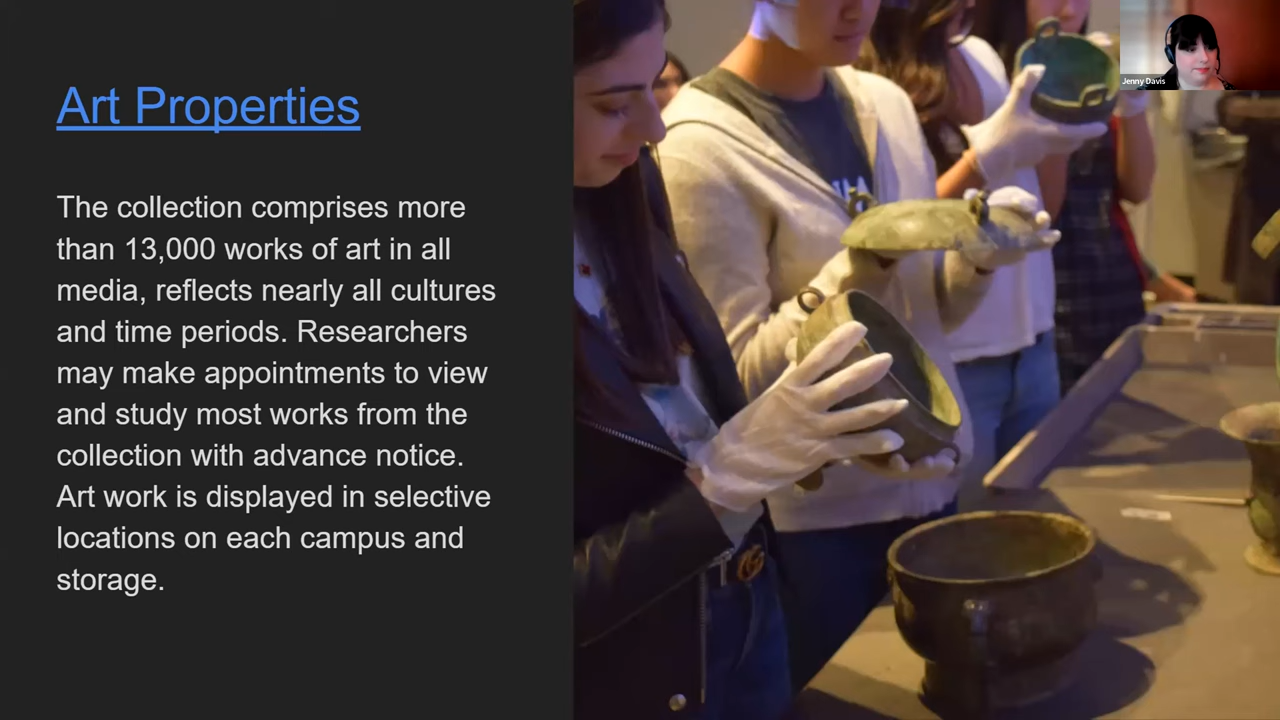 Art Properties
The collection comprises more
than 13,000 works of art in all
media, reflects nearly all cultures
and time periods. Researchers
may make appointments to view
and study most works from the
collection with advance notice.
Art work is displayed in selective
locations on each campus and
storage.
Jenny Davis